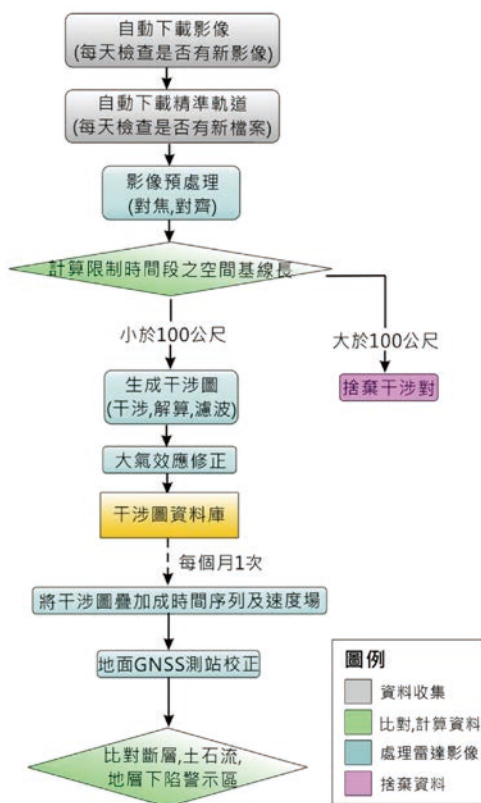 自動下載影像
(每天檢查是否有新影像)
自動下載精準軌道
(每天檢查是否有新檔案)
影像預處理
(對焦,對齊)
計算限制時間段之空間基線長
小於100公尺
大於100公尺
生成干涉圖
(干涉,解算,濾波)
捨棄干涉對
大氣效應修正
干涉圖資料庫
每個月1次
將干涉圖疊加成時間序列及速度場
地面GNSS測站校正
比對斷層,土石流,
地層下陷警示區
圖例
資料收集
比對,計算資料
處理雷達影像
捨棄資料